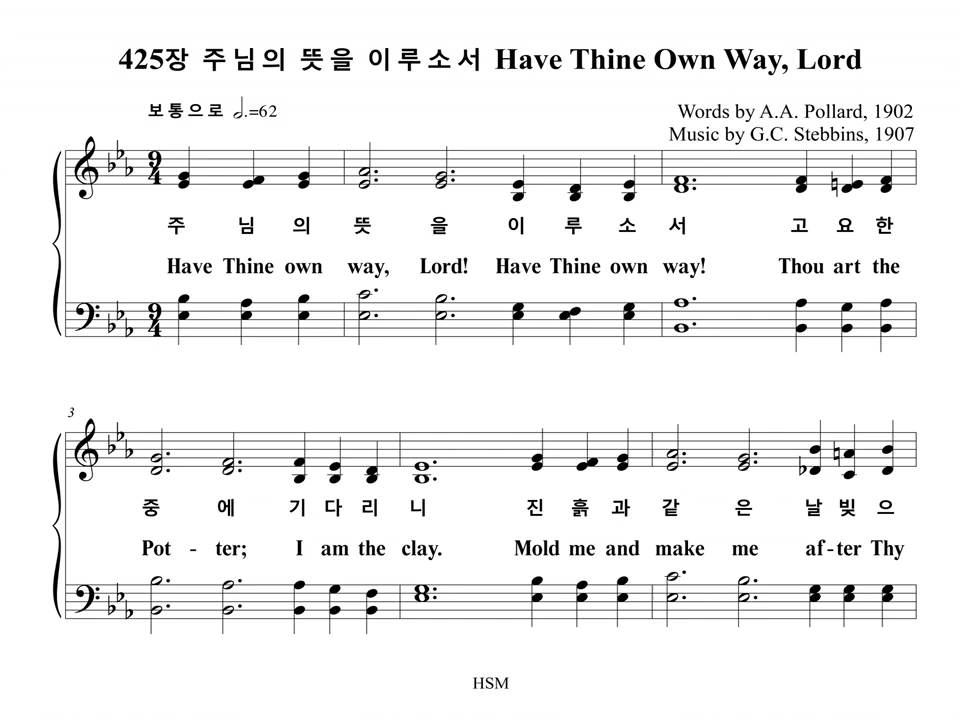 425장 주님의 뜻을 이루소서 Have Thine Own Way, Lord
보통으로 𝅗𝅥.=62
Words by A.A. Pollard, 1902
Music by G.C. Stebbins, 1907
9 4
주 님 의 뜻 을 이 루 소 서 고 요 한
Have Thine own way, Lord! Have Thine own way! Thou art the
9 4
3
중 에 기 다 리 니 진 흙 과 같 은 날 빚 으
Pot - ter; I am the clay. Mold me and make me af - ter Thy
HSM